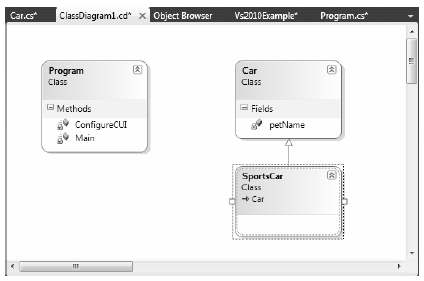 Car.cs* ClassDiagram1.cd* Object Browser Vs2010Example* Program.cs*
Program
Class
Methods
ConfigureCUI
Main
Car
Class
Fields
petName
SportsCar
Class
Car